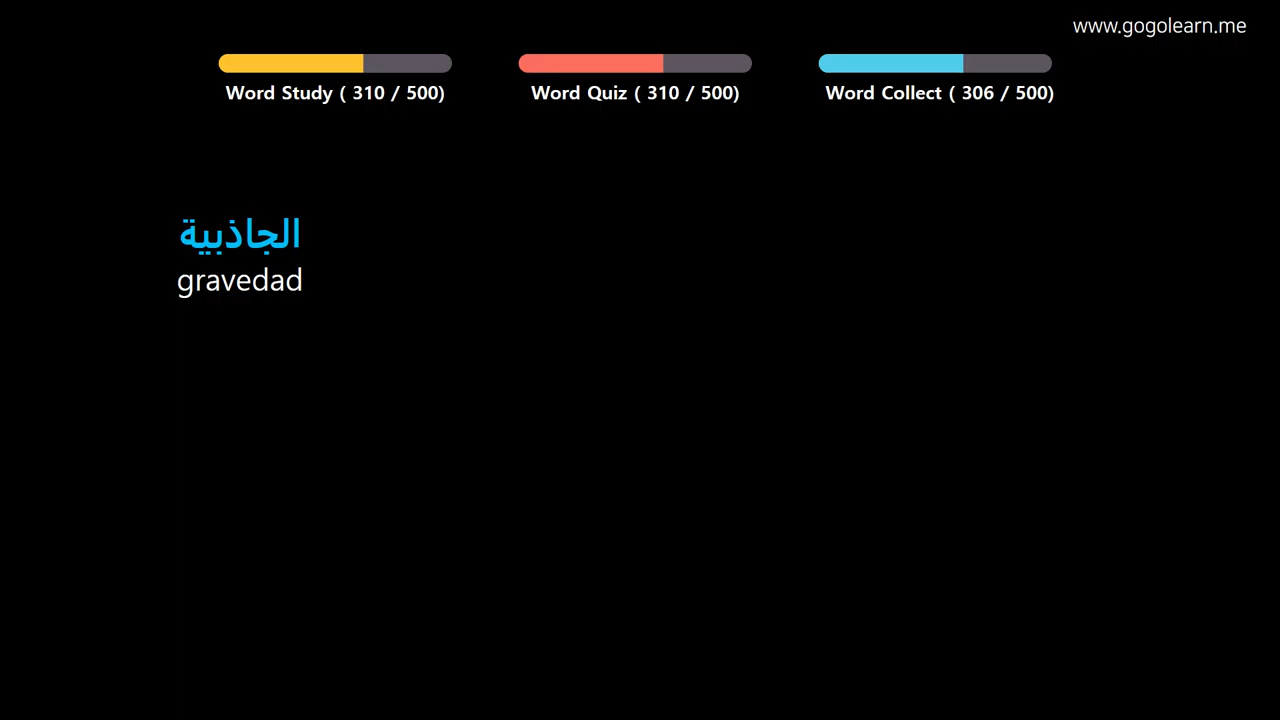 www.gogolearn.me
Word Study ( 310 / 500)
Word Quiz ( 310 / 500)
Word Collect ( 306 / 500)
الجاذبية
gravedad